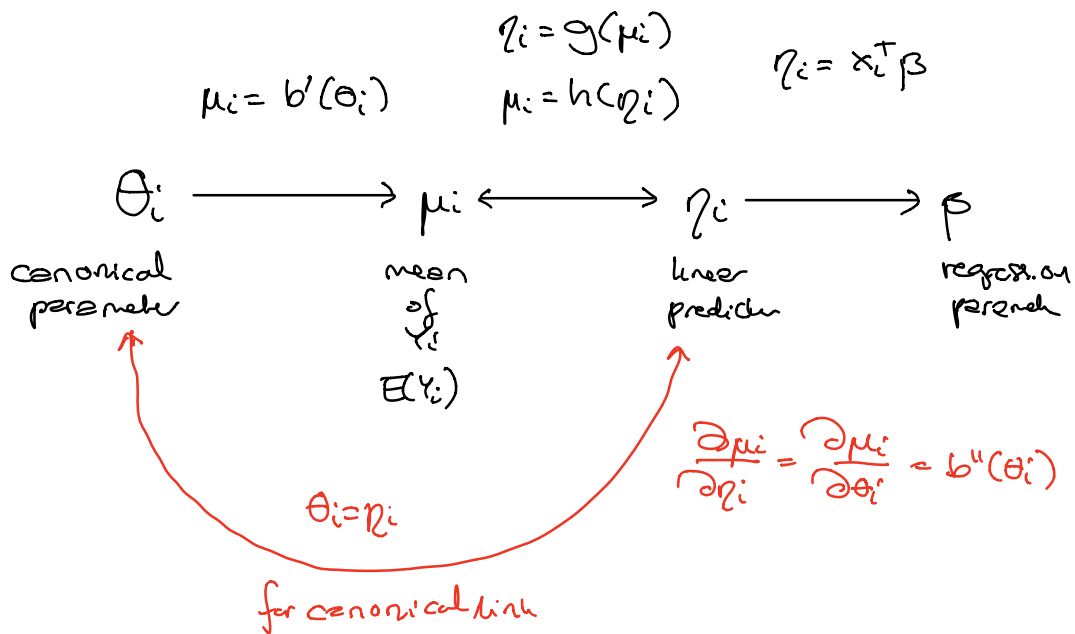 ηᵢ = g(μᵢ)
μᵢ = b'(θᵢ)
μᵢ = h(ηᵢ)
ηᵢ = xᵢᵀβ
θᵢ
μᵢ
ηᵢ
β
canonical
parameter
mean
of
Yᵢ
E(Yᵢ)
linear
predictor
regression
parameter
∂μᵢ/∂ηᵢ = ∂μᵢ/∂θᵢ = b''(θᵢ)
θᵢ = ηᵢ
for canonical link